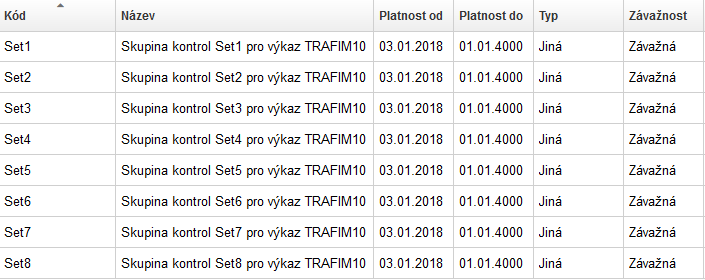 Kód Název Platnost od Platnost do Typ Závažnost
Set1 Skupina kontrol Set1 pro výkaz TRAFIM10 03.01.2018 01.01.4000 Jiná Závažná
Set2 Skupina kontrol Set2 pro výkaz TRAFIM10 03.01.2018 01.01.4000 Jiná Závažná
Set3 Skupina kontrol Set3 pro výkaz TRAFIM10 03.01.2018 01.01.4000 Jiná Závažná
Set4 Skupina kontrol Set4 pro výkaz TRAFIM10 03.01.2018 01.01.4000 Jiná Závažná
Set5 Skupina kontrol Set5 pro výkaz TRAFIM10 03.01.2018 01.01.4000 Jiná Závažná
Set6 Skupina kontrol Set6 pro výkaz TRAFIM10 03.01.2018 01.01.4000 Jiná Závažná
Set7 Skupina kontrol Set7 pro výkaz TRAFIM10 03.01.2018 01.01.4000 Jiná Závažná
Set8 Skupina kontrol Set8 pro výkaz TRAFIM10 03.01.2018 01.01.4000 Jiná Závažná